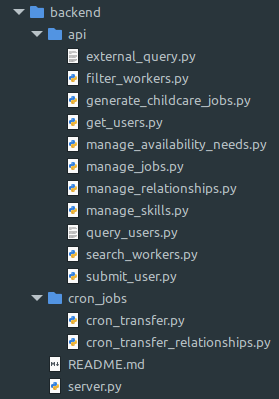 backend
api
external_query.py
filter_workers.py
generate_childcare_jobs.py
get_users.py
manage_availability_needs.py
manage_jobs.py
manage_relationships.py
manage_skills.py
query_users.py
search_workers.py
submit_user.py
cron_jobs
cron_transfer.py
cron_transfer_relationships.py
README.md
server.py